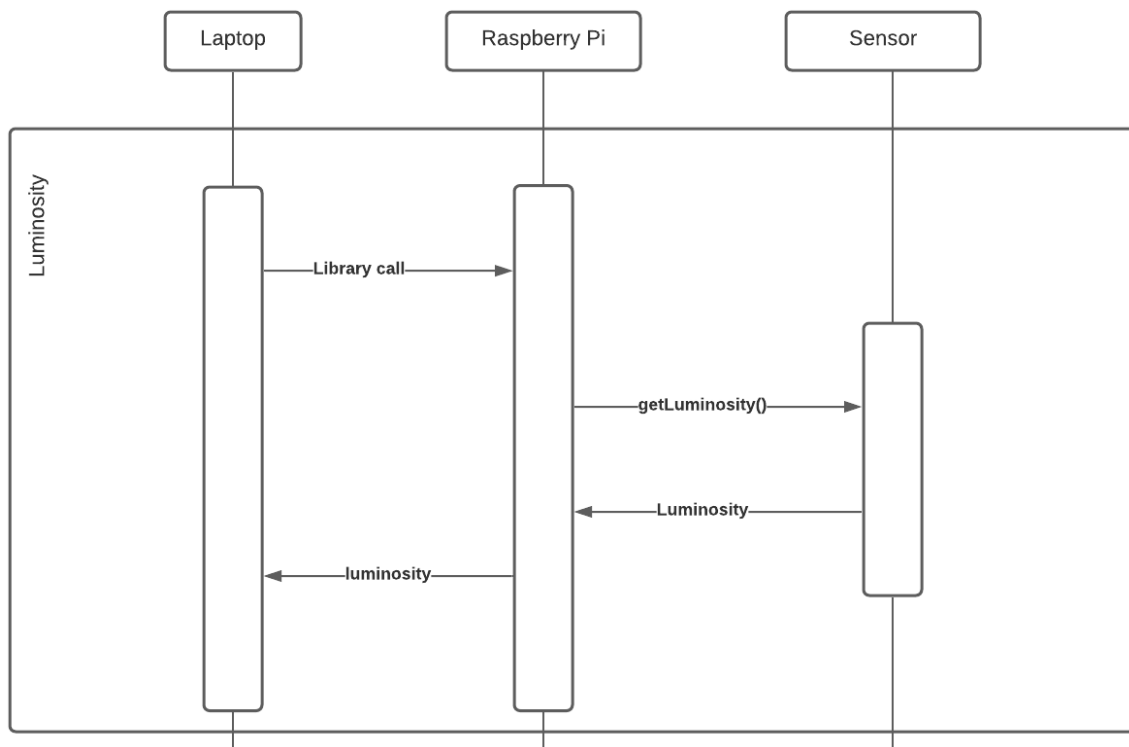 Laptop
Raspberry Pi
Sensor
Luminosity
Library call
getLuminosity()
Luminosity
luminosity